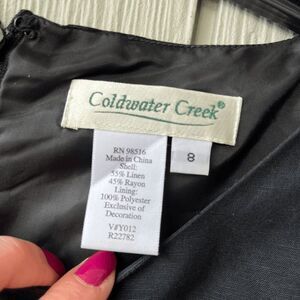 Coldwater Creek®
8
RN 98516
Made in China
Shell:
55% Linen
45% Rayon
Lining:
100% Polyester
Exclusive of
Decoration
V#Y012
R22782